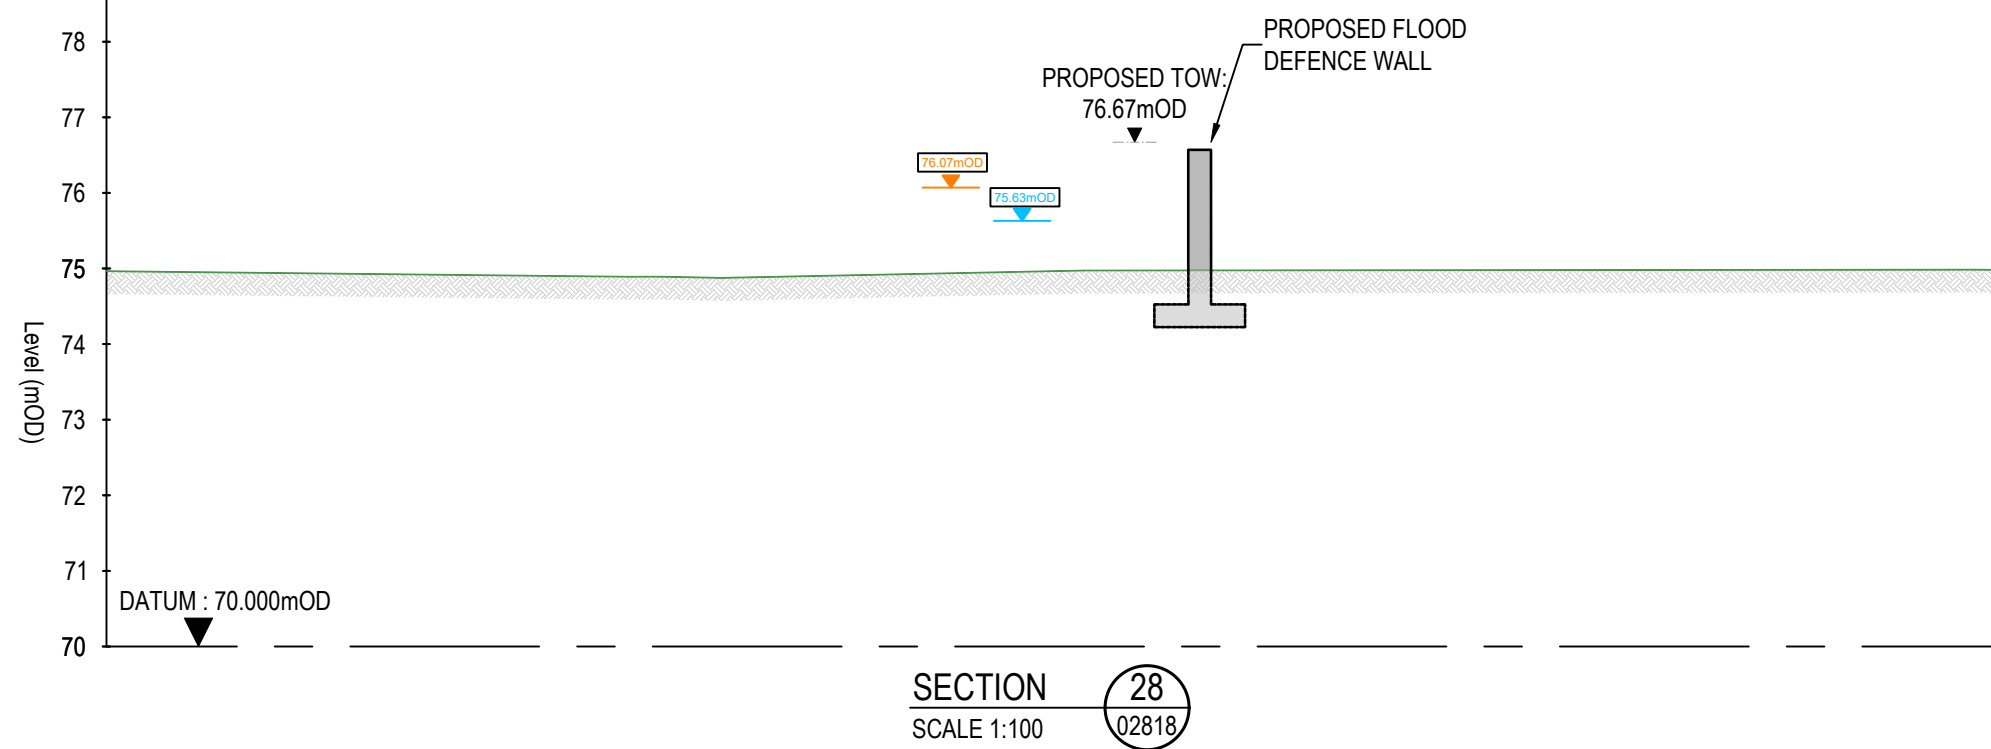 78
77
76
75
74
73
72
71
70
Level (mOD)
PROPOSED FLOOD
DEFENCE WALL
PROPOSED TOW:
76.67mOD
76.07mOD
75.63mOD
DATUM : 70.000mOD
SECTION
SCALE 1:100
28
02818